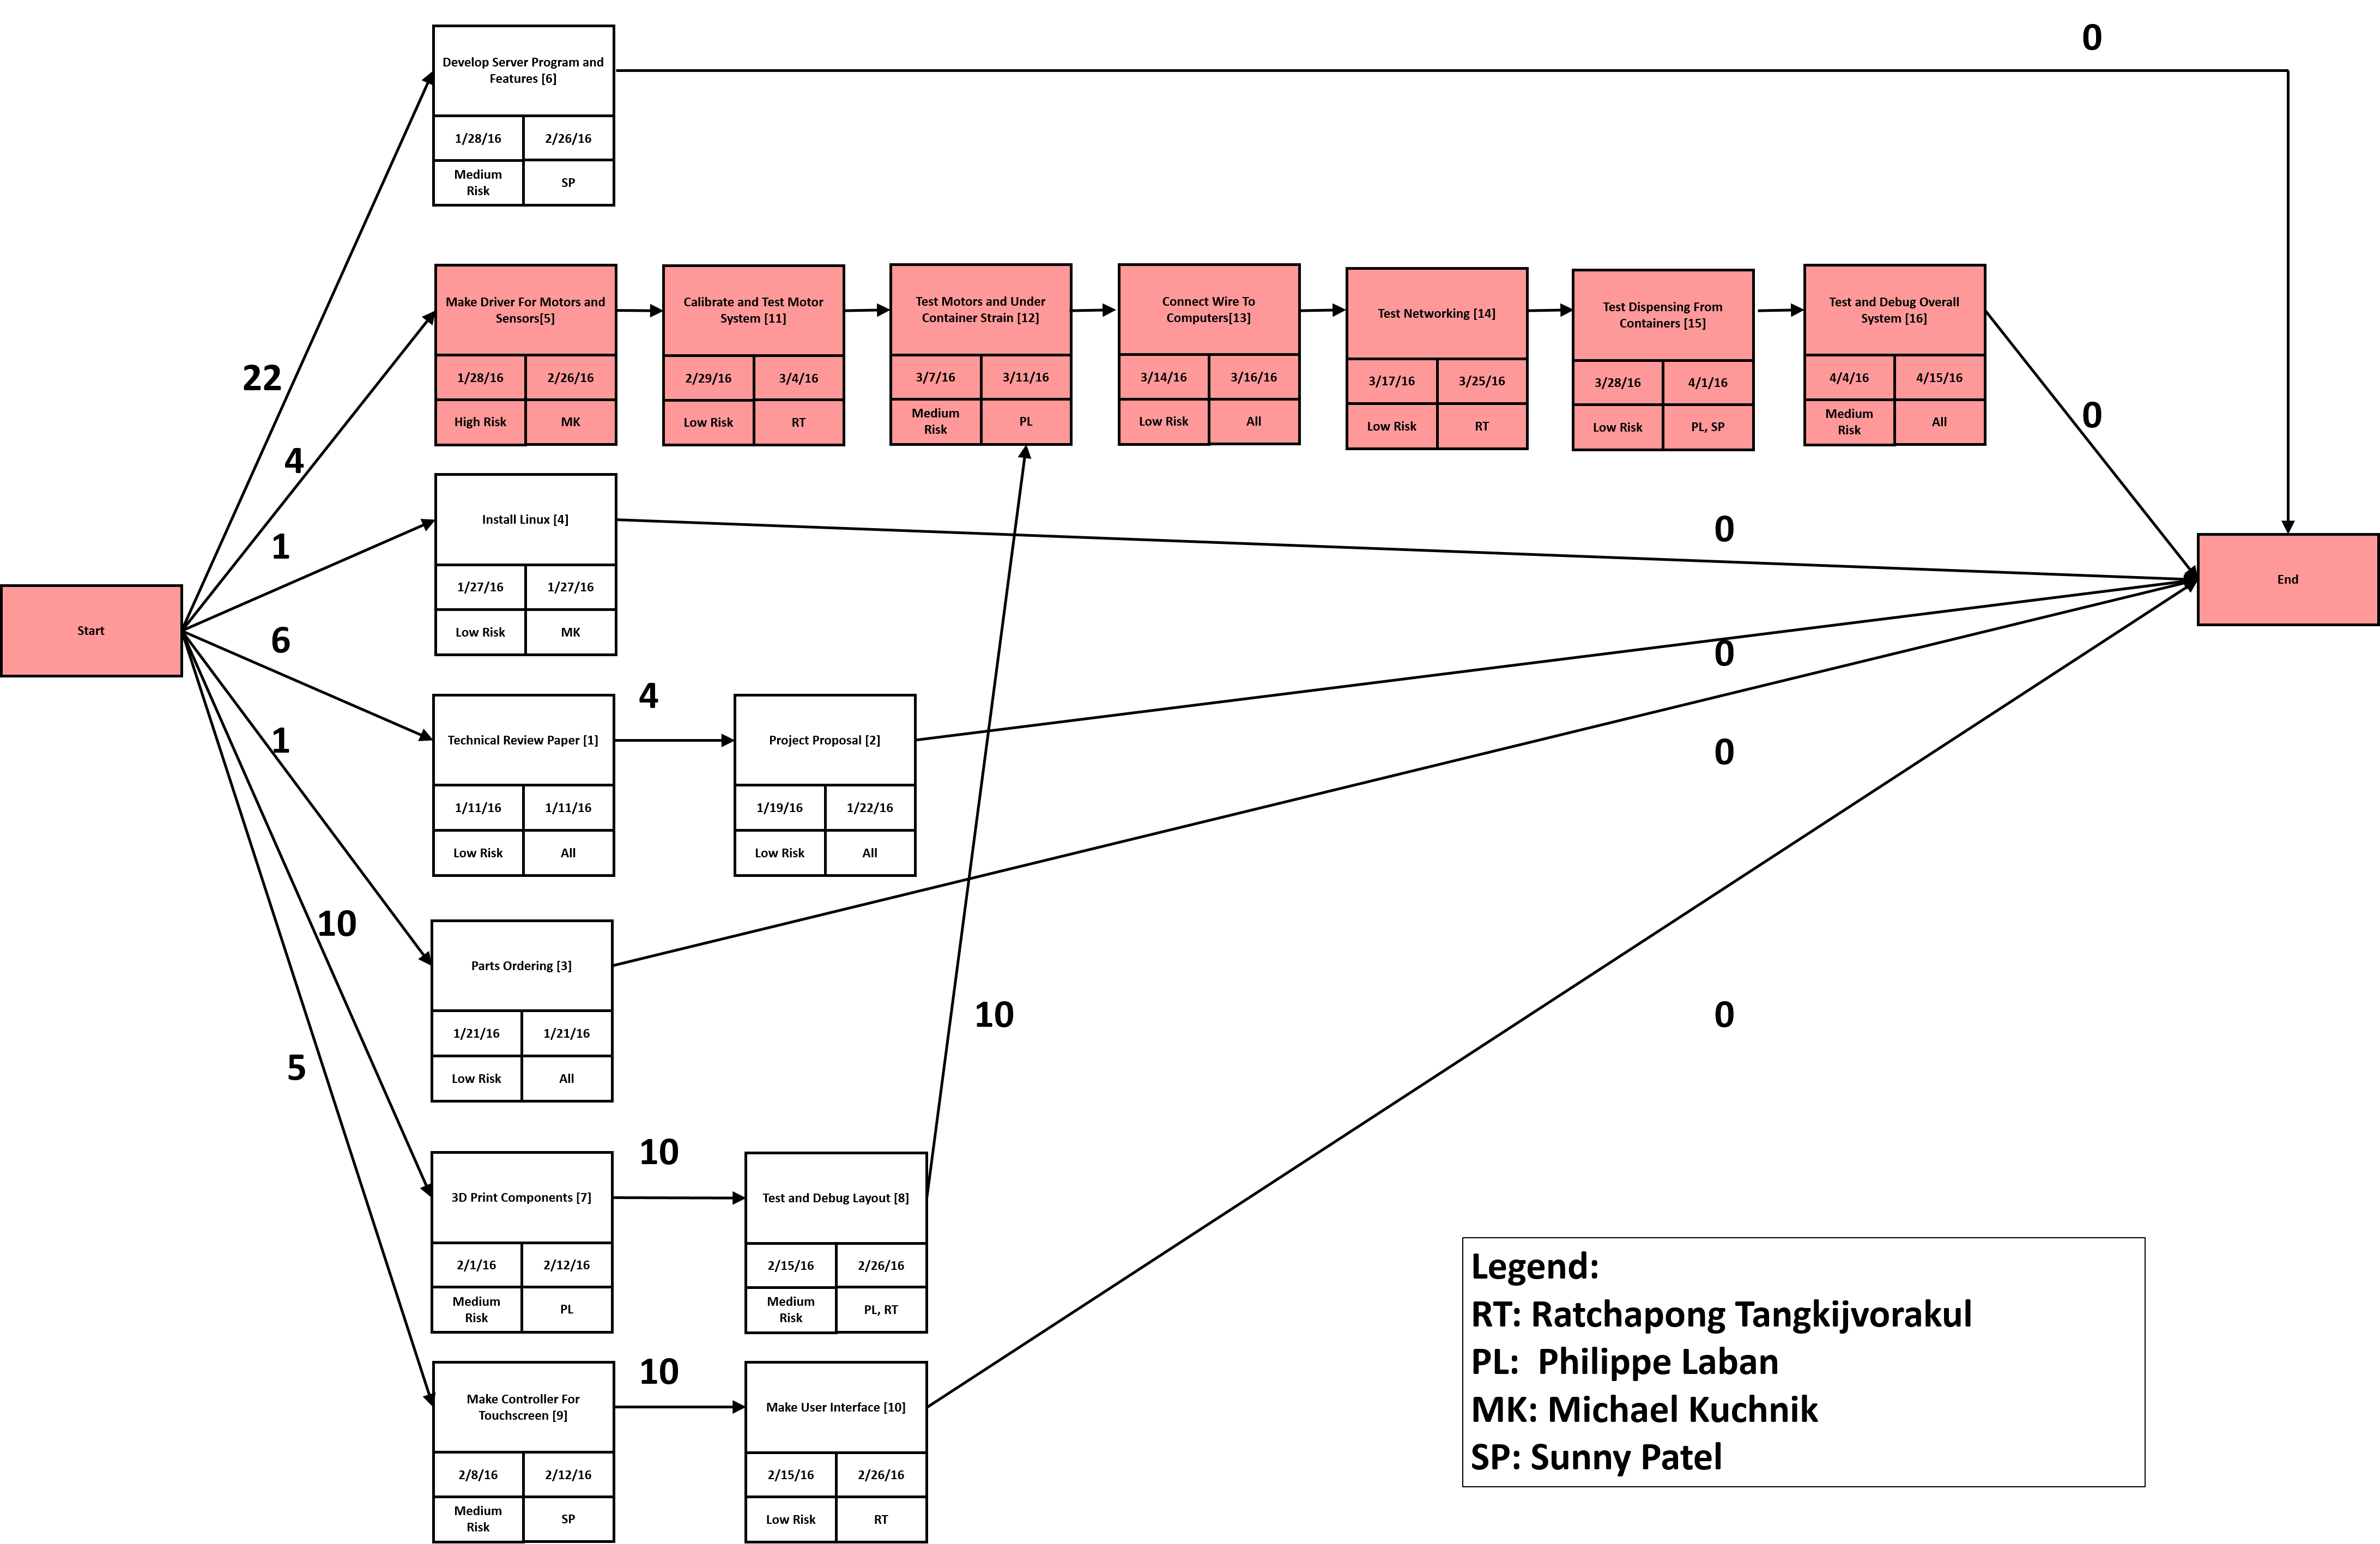 0
Develop Server Program and
Features [6]
1/28/16
2/26/16
Medium
Risk
SP
22
4
1
6
1
10
5
Start
Make Driver For Motors and
Sensors[5]
1/28/16
2/26/16
High Risk
MK
Calibrate and Test Motor
System [11]
2/29/16
3/4/16
Low Risk
RT
Test Motors and Under
Container Strain [12]
3/7/16
3/11/16
Medium
Risk
PL
Connect Wire To
Computers[13]
3/14/16
3/16/16
Low Risk
All
Test Networking [14]
3/17/16
3/25/16
Low Risk
RT
Test Dispensing From
Containers [15]
3/28/16
4/1/16
Low Risk
PL, SP
Test and Debug Overall
System [16]
4/4/16
4/15/16
Medium
Risk
All
0
Install Linux [4]
1/27/16
1/27/16
Low Risk
MK
0
End
Technical Review Paper [1]
1/11/16
1/11/16
Low Risk
All
4
Project Proposal [2]
1/19/16
1/22/16
Low Risk
All
0
0
Parts Ordering [3]
1/21/16
1/21/16
Low Risk
All
10
0
3D Print Components [7]
2/1/16
2/12/16
Medium
Risk
PL
10
Test and Debug Layout [8]
2/15/16
2/26/16
Medium
Risk
PL, RT
Make Controller For
Touchscreen [9]
2/8/16
2/12/16
Medium
Risk
SP
10
Make User Interface [10]
2/15/16
2/26/16
Low Risk
RT
Legend:
RT: Ratchapong Tangkijvorakul
PL:  Philippe Laban
MK: Michael Kuchnik
SP: Sunny Patel